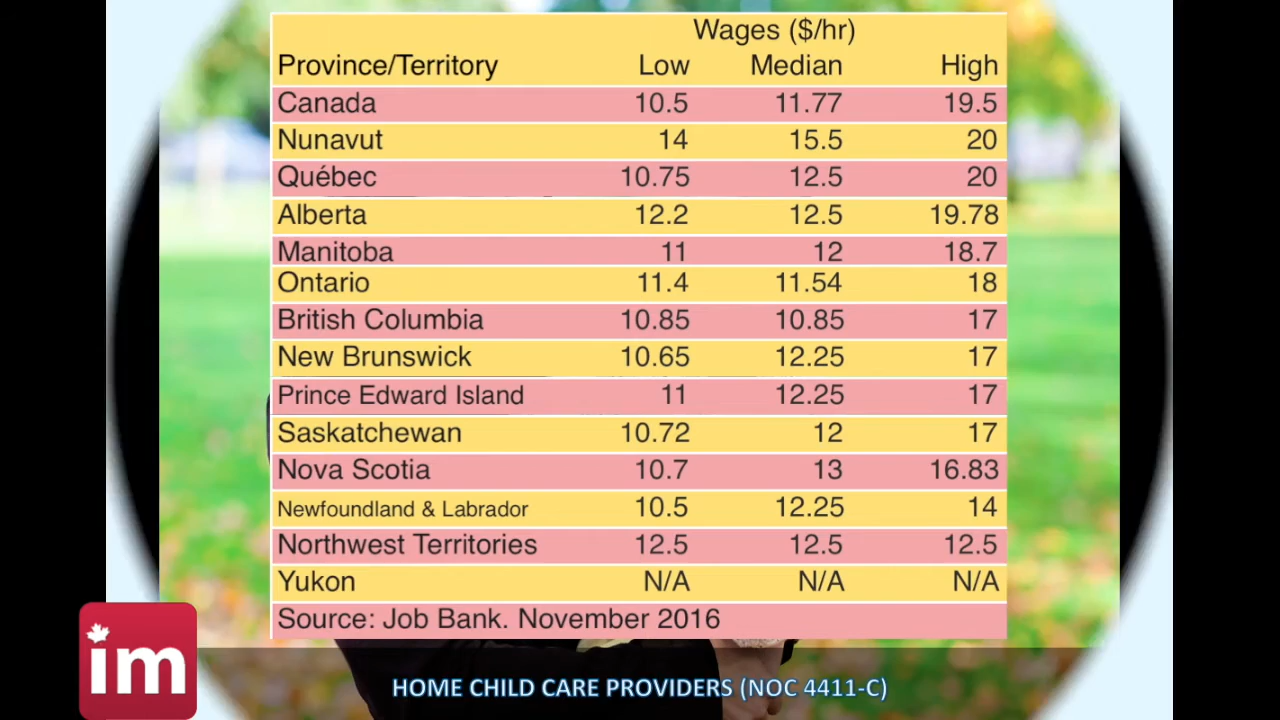 Wages ($/hr)
Province/Territory Low Median High
Canada 10.5 11.77 19.5
Nunavut 14 15.5 20
Québec 10.75 12.5 20
Alberta 12.2 12.5 19.78
Manitoba 11 12 18.7
Ontario 11.4 11.54 18
British Columbia 10.85 10.85 17
New Brunswick 10.65 12.25 17
Prince Edward Island 11 12.25 17
Saskatchewan 10.72 12 17
Nova Scotia 10.7 13 16.83
Newfoundland & Labrador 10.5 12.25 14
Northwest Territories 12.5 12.5 12.5
Yukon N/A N/A N/A
Source: Job Bank. November 2016
im
HOME CHILD CARE PROVIDERS (NOC 4411-C)